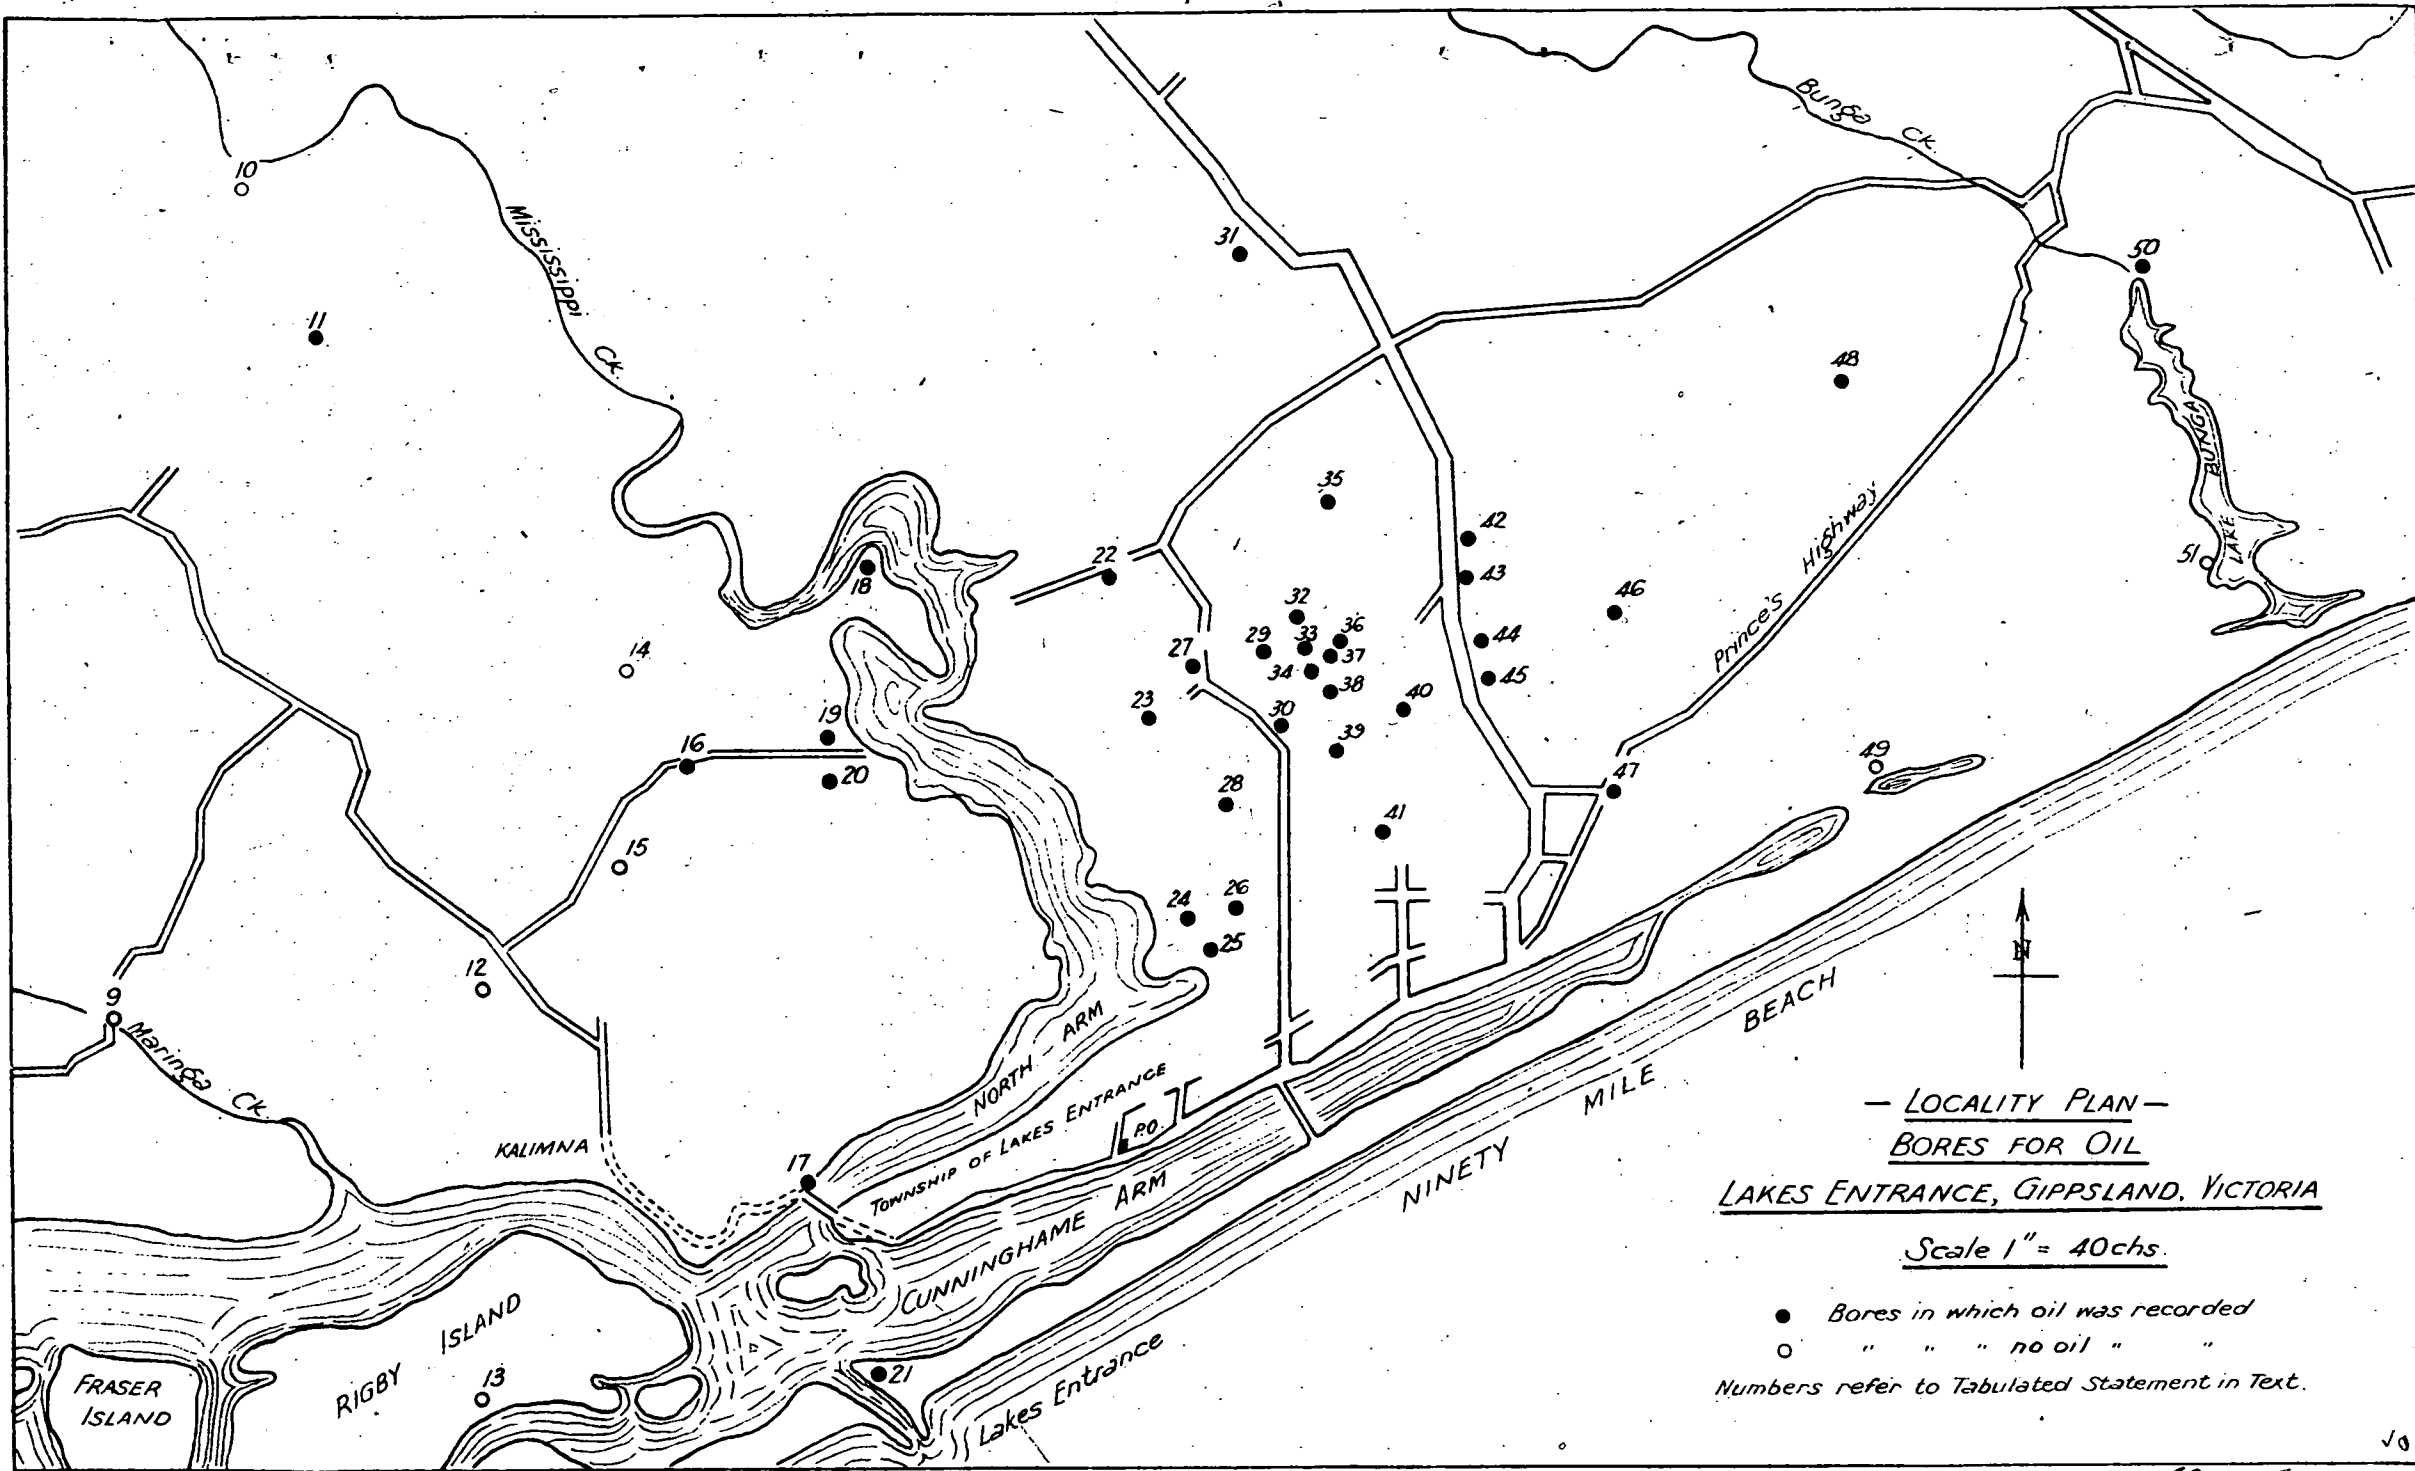 10
Mississippi Ck.
11
31
Bunga Ck.
50
48
BUNGA LAKE
35
42
22
43
18
51
Prince's Highway
32
46
14
29
33
36
44
27
37
34
45
38
40
23
19
30
39
16
20
49
28
47
41
15
24
26
25
12
9
Maringa Ck.
NORTH ARM
NINETY MILE BEACH
N
KALIMNA
TOWNSHIP OF LAKES ENTRANCE
P.O.
17
CUNNINGHAME ARM
RIGBY ISLAND
13
21
FRASER
ISLAND
Lakes Entrance
— LOCALITY PLAN —
BORES FOR OIL
LAKES ENTRANCE, GIPPSLAND. VICTORIA
Scale 1" = 40chs.
Bores in which oil was recorded
" " " no oil " "
Numbers refer to Tabulated Statement in Text.